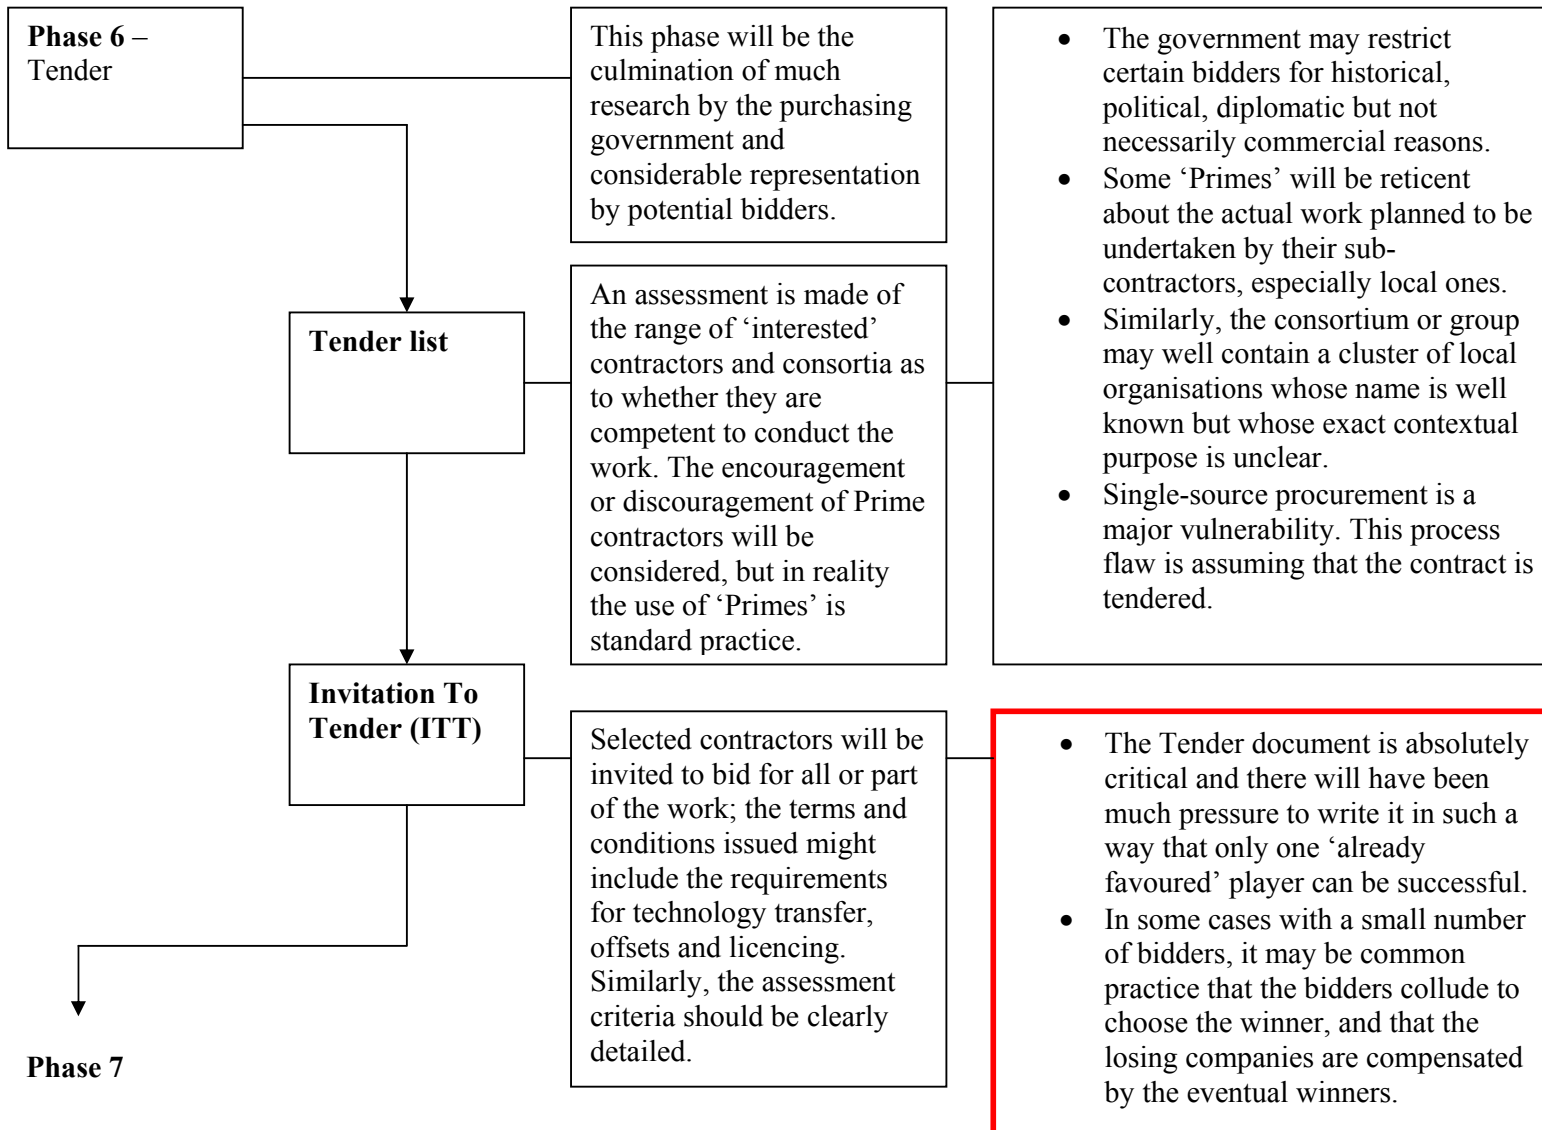 Phase 6 –
Tender
This phase will be the
culmination of much
research by the purchasing
government and
considerable representation
by potential bidders.
• The government may restrict
certain bidders for historical,
political, diplomatic but not
necessarily commercial reasons.
• Some ‘Primes’ will be reticent
about the actual work planned to be
undertaken by their sub-
contractors, especially local ones.
• Similarly, the consortium or group
may well contain a cluster of local
organisations whose name is well
known but whose exact contextual
purpose is unclear.
• Single-source procurement is a
major vulnerability. This process
flaw is assuming that the contract is
tendered.
Tender list
An assessment is made of
the range of ‘interested’
contractors and consortia as
to whether they are
competent to conduct the
work. The encouragement
or discouragement of Prime
contractors will be
considered, but in reality
the use of ‘Primes’ is
standard practice.
Invitation To
Tender (ITT)
Selected contractors will be
invited to bid for all or part
of the work; the terms and
conditions issued might
include the requirements
for technology transfer,
offsets and licencing.
Similarly, the assessment
criteria should be clearly
detailed.
• The Tender document is absolutely
critical and there will have been
much pressure to write it in such a
way that only one ‘already
favoured’ player can be successful.
• In some cases with a small number
of bidders, it may be common
practice that the bidders collude to
choose the winner, and that the
losing companies are compensated
by the eventual winners.
Phase 7